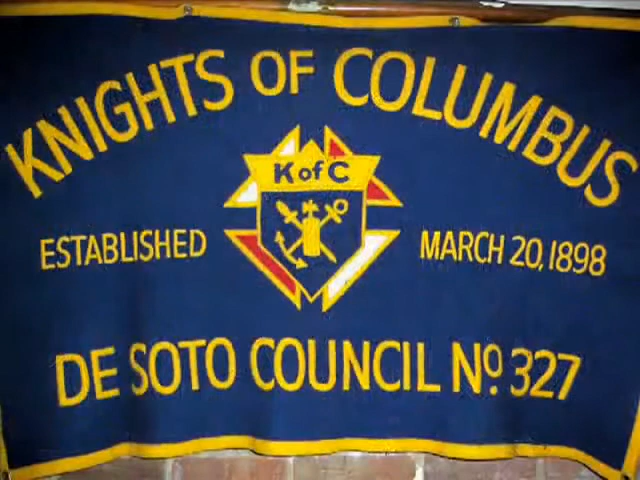 KNIGHTS OF COLUMBUS
K of C
ESTABLISHED MARCH 20, 1898
DE SOTO COUNCIL No. 327